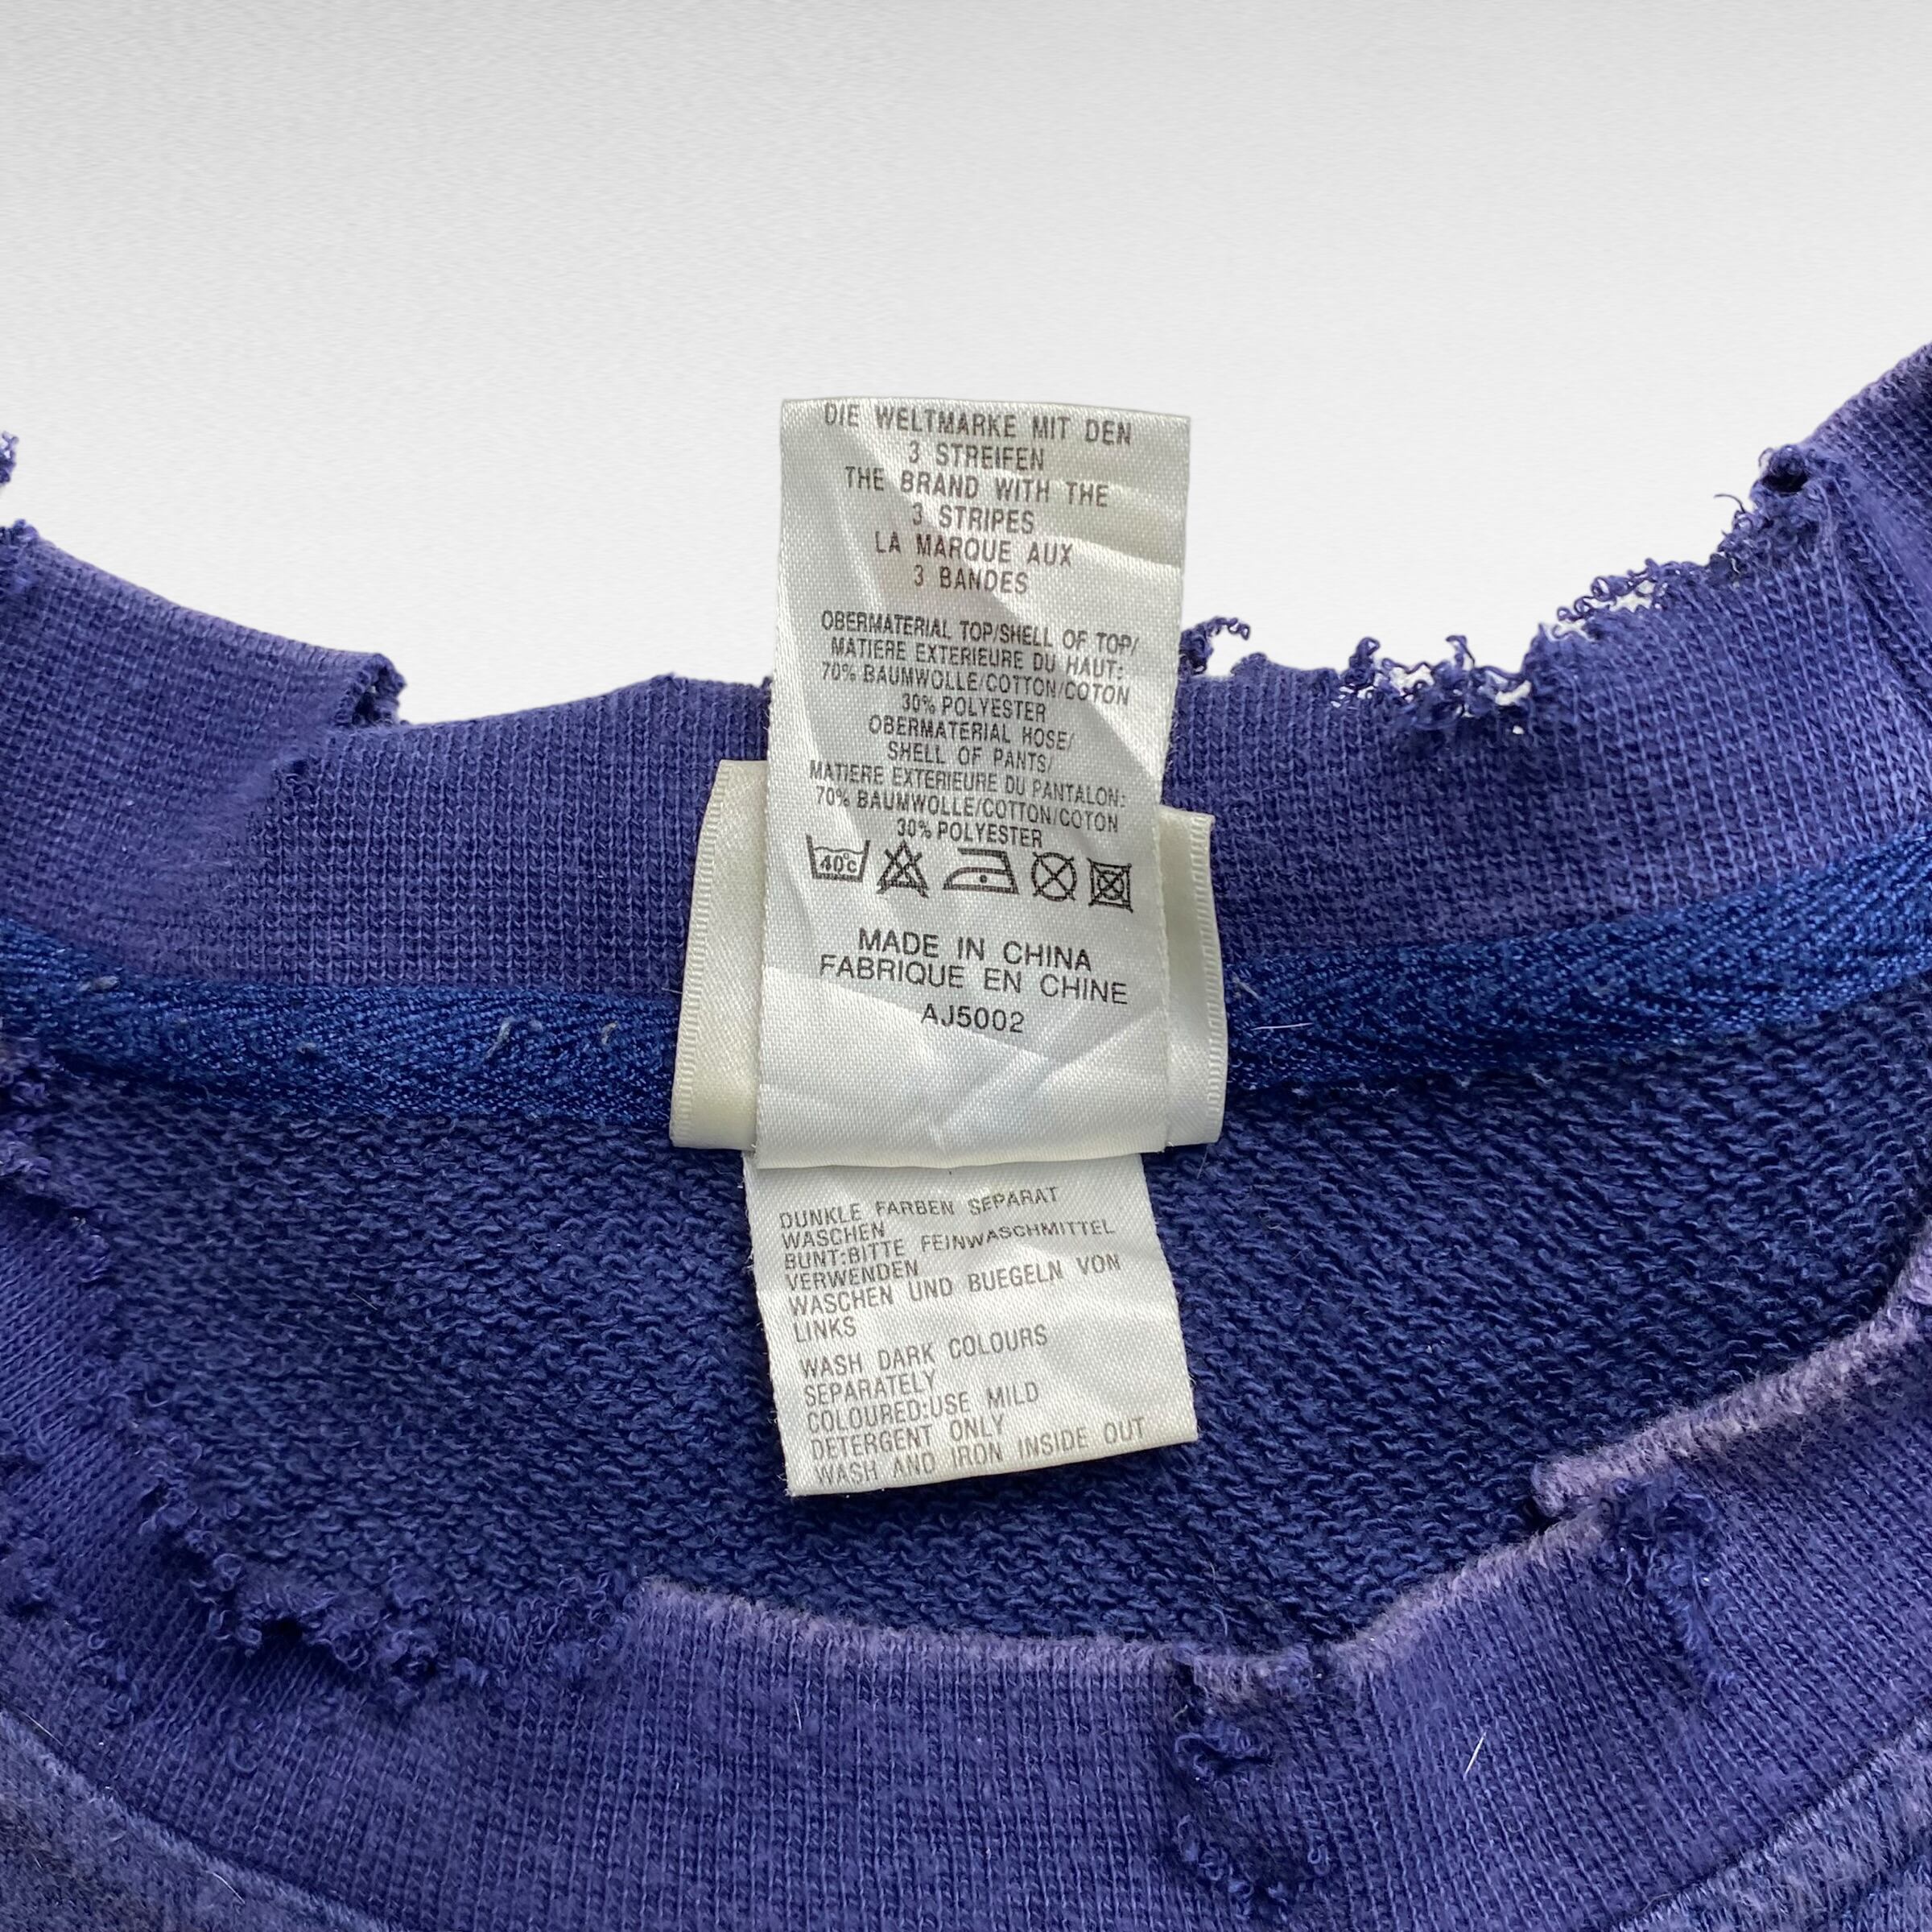 DIE WELTMARKE MIT DEN
3 STREIFEN
THE BRAND WITH THE
3 STRIPES
LA MARQUE AUX
3 BANDES
OBERMATERIAL TOP/SHELL OF TOP/
MATIERE EXTERIEURE DU HAUT:
70% BAUMWOLLE/COTTON/COTON
30% POLYESTER
OBERMATERIAL HOSE/
SHELL OF PANTS/
MATIERE EXTERIEURE DU PANTALON:
70% BAUMWOLLE/COTTON/COTON
30% POLYESTER
40°c
MADE IN CHINA
FABRIQUE EN CHINE
AJ5002
DUNKLE FARBEN SEPARAT
WASCHEN
BUNT:BITTE FEINWASCHMITTEL
VERWENDEN
WASCHEN UND BUEGELN VON
LINKS
WASH DARK COLOURS
SEPARATELY
COLOURED:USE MILD
DETERGENT ONLY
WASH AND IRON INSIDE OUT